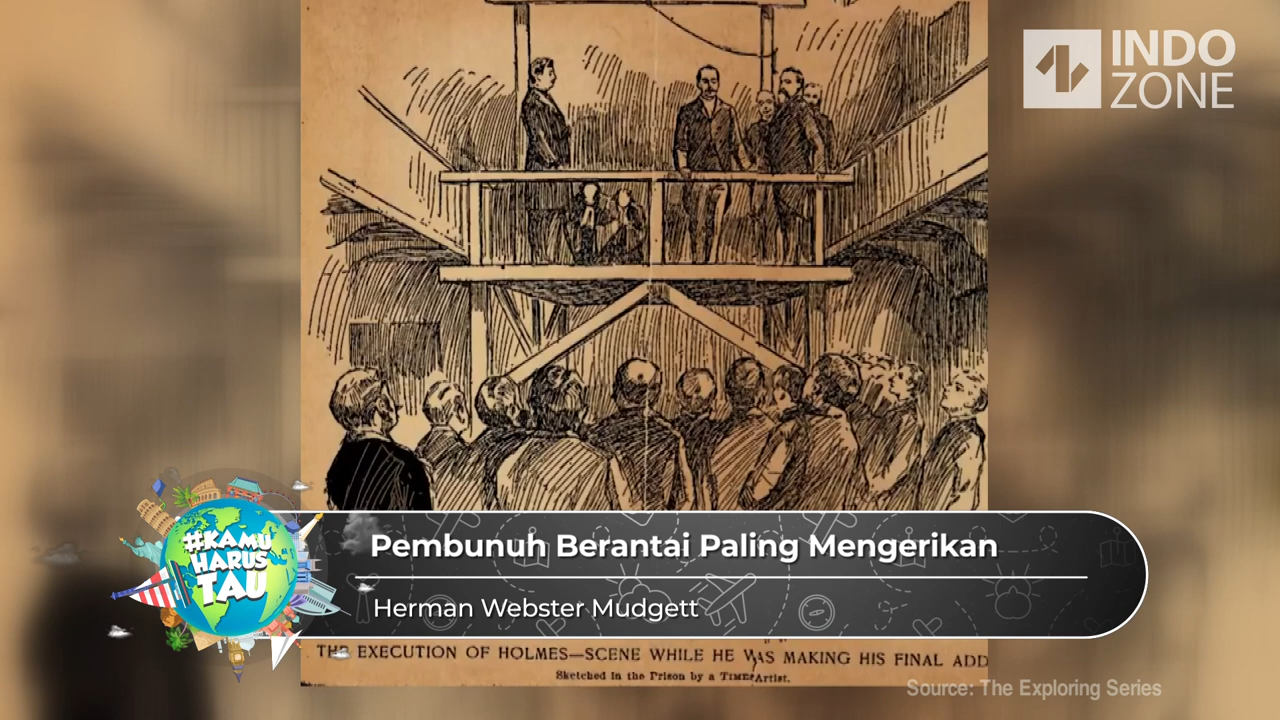 INDO
ZONE
#KAMU
HARUS
TAU
Pembunuh Berantai Paling Mengerikan
Herman Webster Mudgett
THE EXECUTION OF HOLMES—SCENE WHILE HE WAS MAKING HIS FINAL ADD
Sketched in the Prison by a TIMES Artist.
Source: The Exploring Series